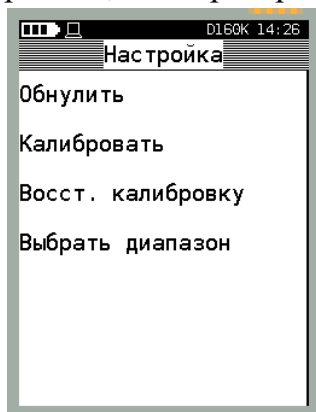 D160K 14:26
Настройка
Обнулить
Калибровать
Восст. калибровку
Выбрать диапазон